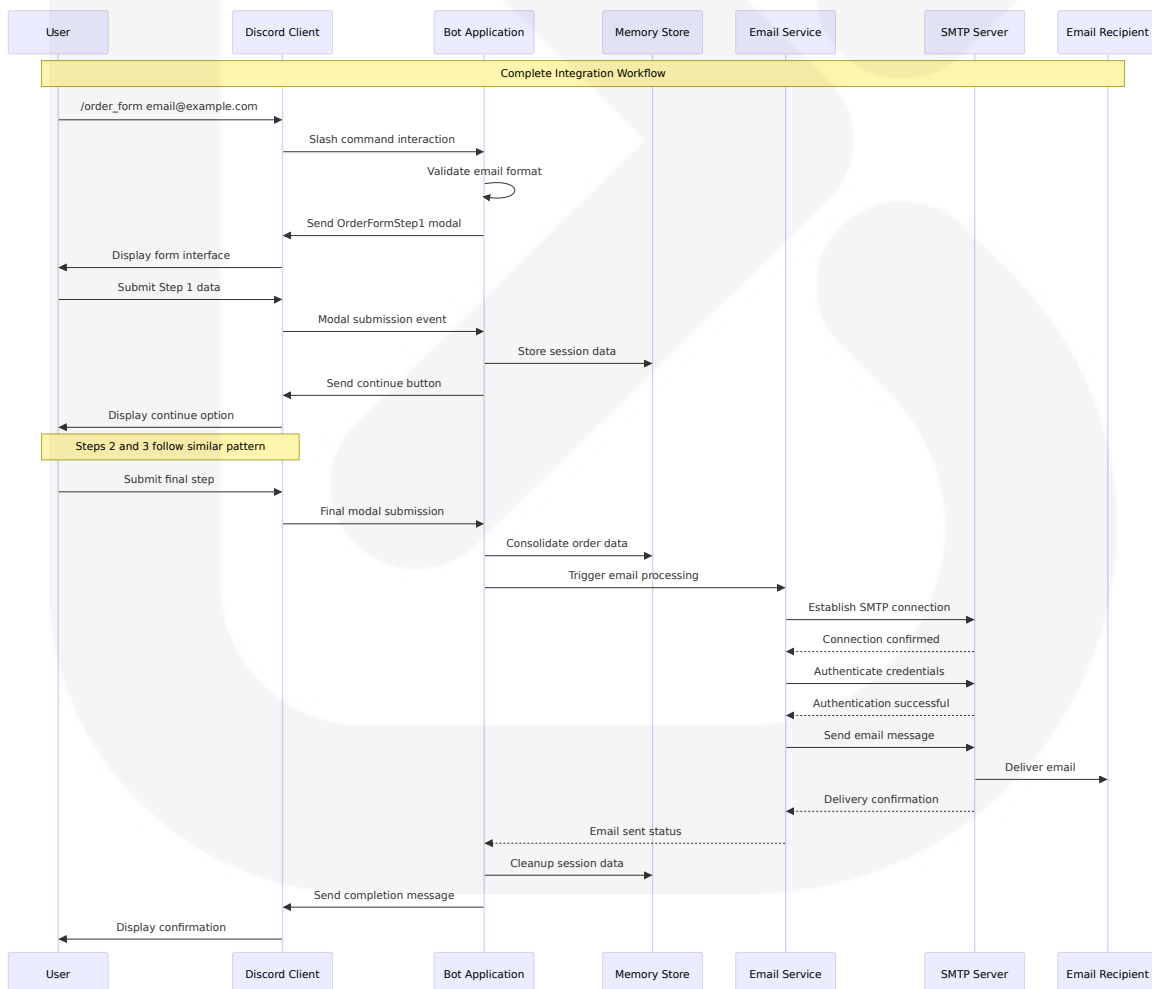 User
Discord Client
Bot Application
Memory Store
Email Service
SMTP Server
Email Recipient
Complete Integration Workflow
/order_form email@example.com
Slash command interaction
Validate email format
Send OrderFormStep1 modal
Display form interface
Submit Step 1 data
Modal submission event
Store session data
Send continue button
Display continue option
Steps 2 and 3 follow similar pattern
Submit final step
Final modal submission
Consolidate order data
Trigger email processing
Establish SMTP connection
Connection confirmed
Authenticate credentials
Authentication successful
Send email message
Deliver email
Delivery confirmation
Email sent status
Cleanup session data
Send completion message
Display confirmation
User
Discord Client
Bot Application
Memory Store
Email Service
SMTP Server
Email Recipient